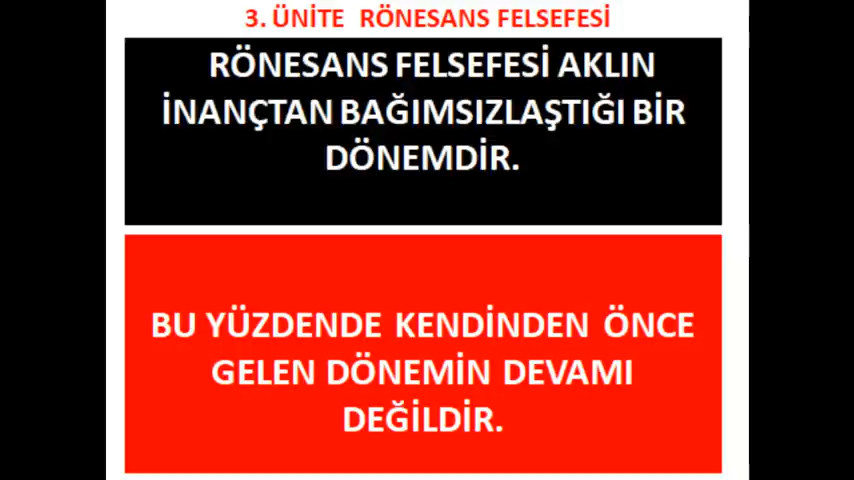 3. ÜNİTE RÖNESANS FELSEFESİ
RÖNESANS FELSEFESİ AKLIN
İNANÇTAN BAĞIMSIZLAŞTIĞI BİR
DÖNEMDİR.
BU YÜZDENDE KENDİNDEN ÖNCE
GELEN DÖNEMİN DEVAMI
DEĞİLDİR.